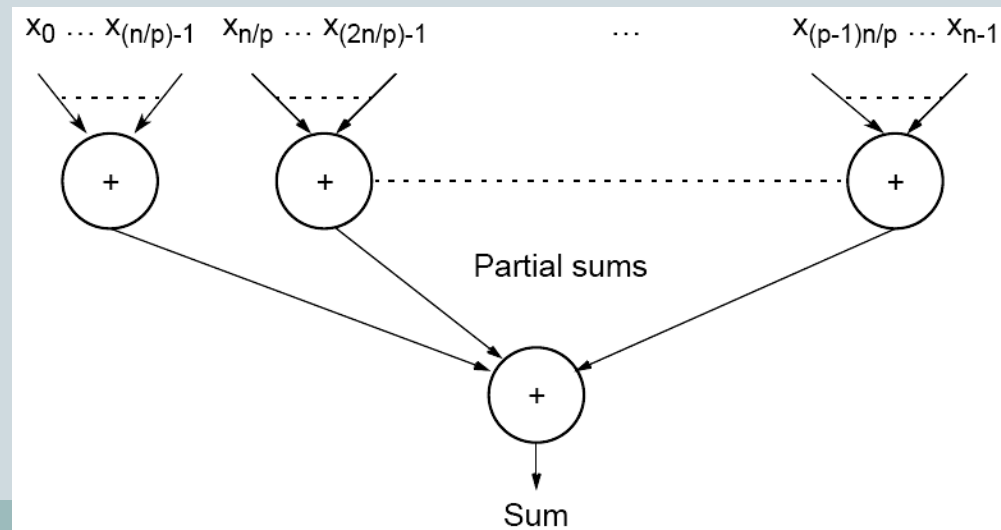 x0 … x(n/p)-1 xn/p … x(2n/p)-1 … x(p-1)n/p … xn-1
+ + +
Partial sums
+
Sum